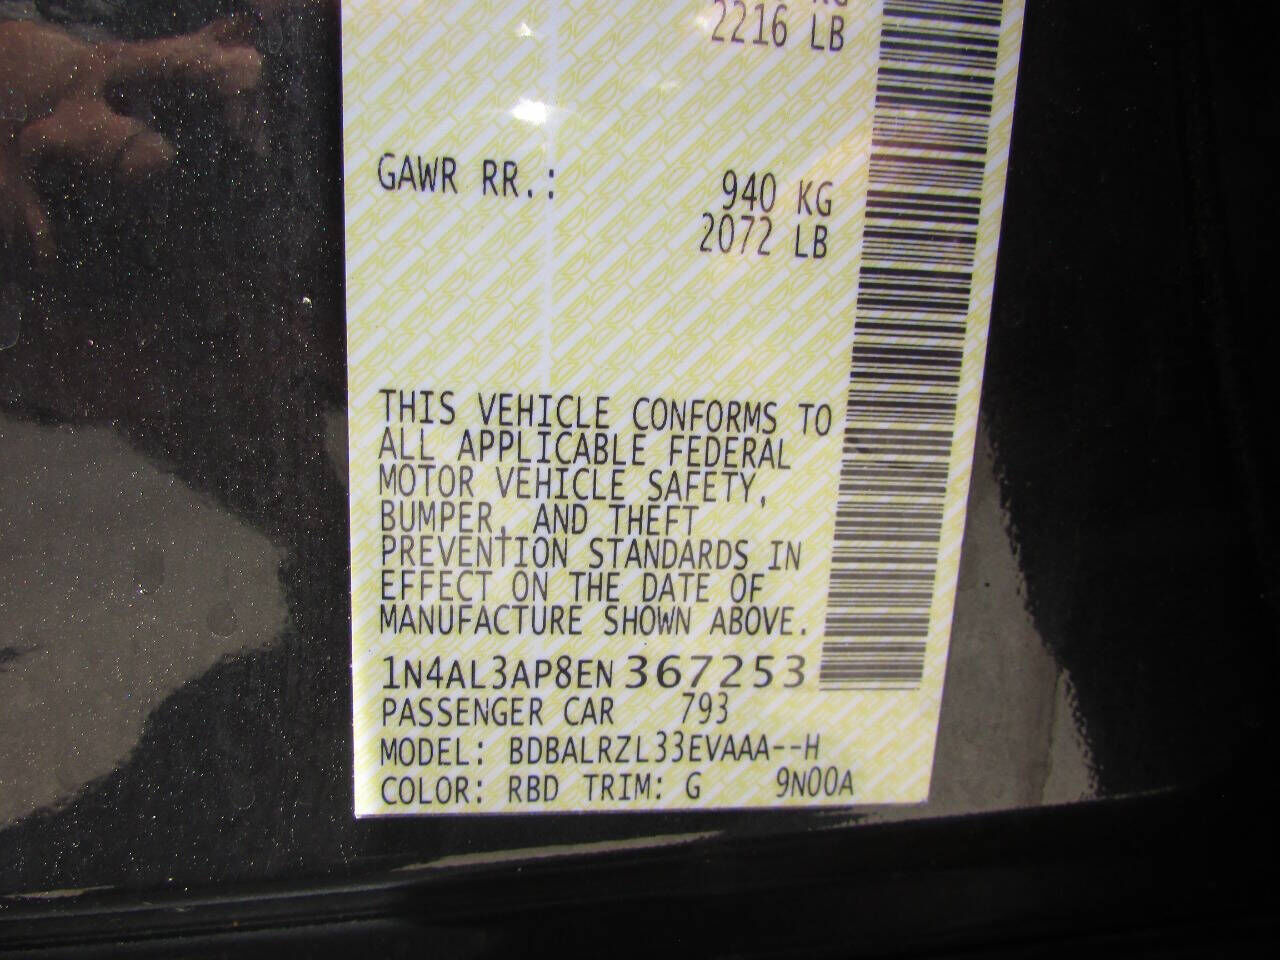 2216 LB
GAWR RR.: 940 KG
2072 LB
THIS VEHICLE CONFORMS TO
ALL APPLICABLE FEDERAL
MOTOR VEHICLE SAFETY,
BUMPER, AND THEFT
PREVENTION STANDARDS IN
EFFECT ON THE DATE OF
MANUFACTURE SHOWN ABOVE.
1N4AL3AP8EN 367253
PASSENGER CAR 793
MODEL: BDBALRZL33EVAAA--H
COLOR: RBD TRIM: G 9N00A